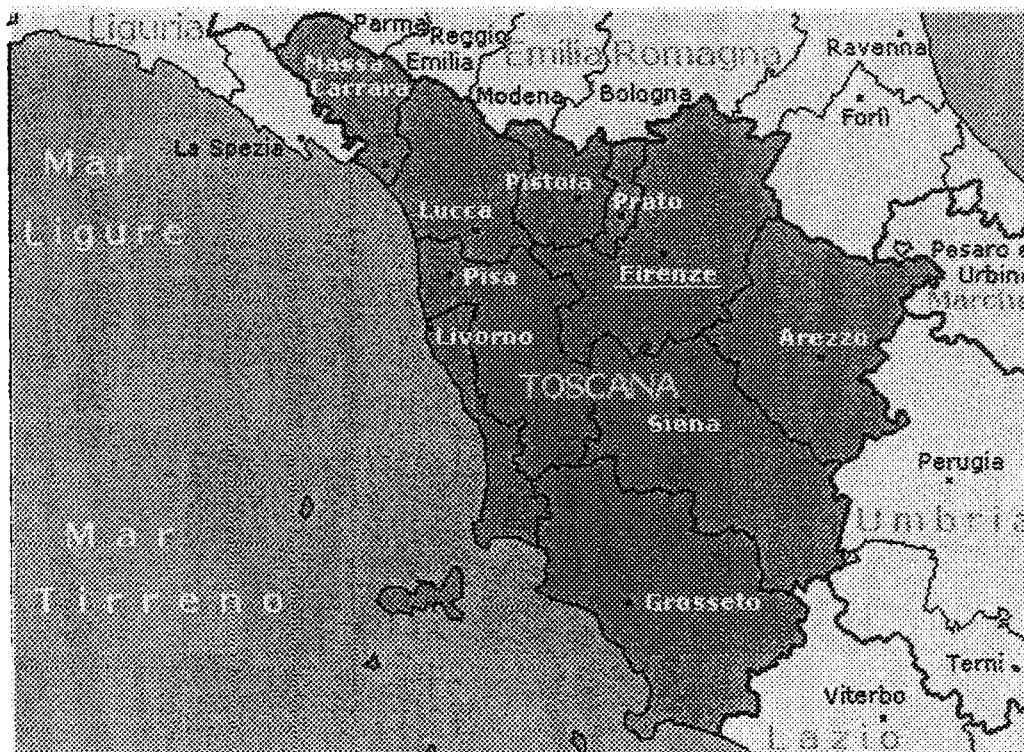 Liguria
Parma
Reggio
Emilia
Emilia Romagna
Ravenna
Massa
Carrara
Modena
Bologna
Forlì
La Spezia
Mar
Ligure
Pistoia
Prato
Lucca
Pisa
Firenze
Pesaro e
Urbino
Marche
Livorno
Arezzo
TOSCANA
Siena
Perugia
Umbria
Mar
Tirreno
Grosseto
Terni
Viterbo
Lazio